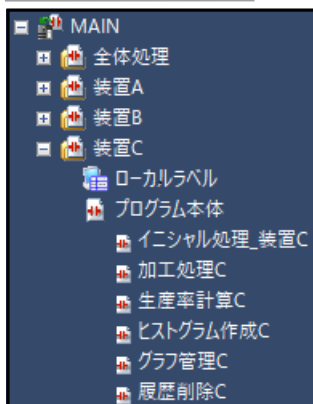 MAIN
全体処理
装置A
装置B
装置C
ローカルラベル
プログラム本体
イニシャル処理_装置C
加工処理C
生産率計算C
ヒストグラム作成C
グラフ管理C
履歴削除C